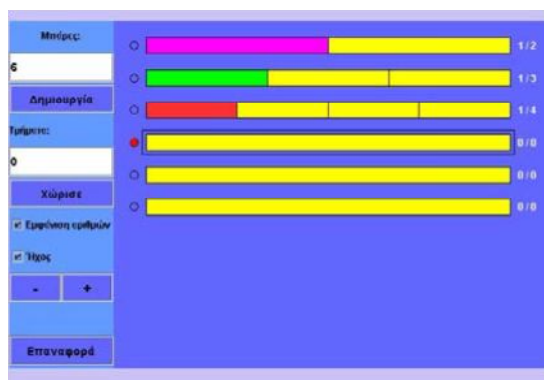 Μπάρες:
6
Δημιουργία
Τμήματα:
0
Χώρισε
Εμφάνιση αριθμών
Ήχος
- +
Επαναφορά
1/2
1/3
1/4
0/0
0/0
0/0